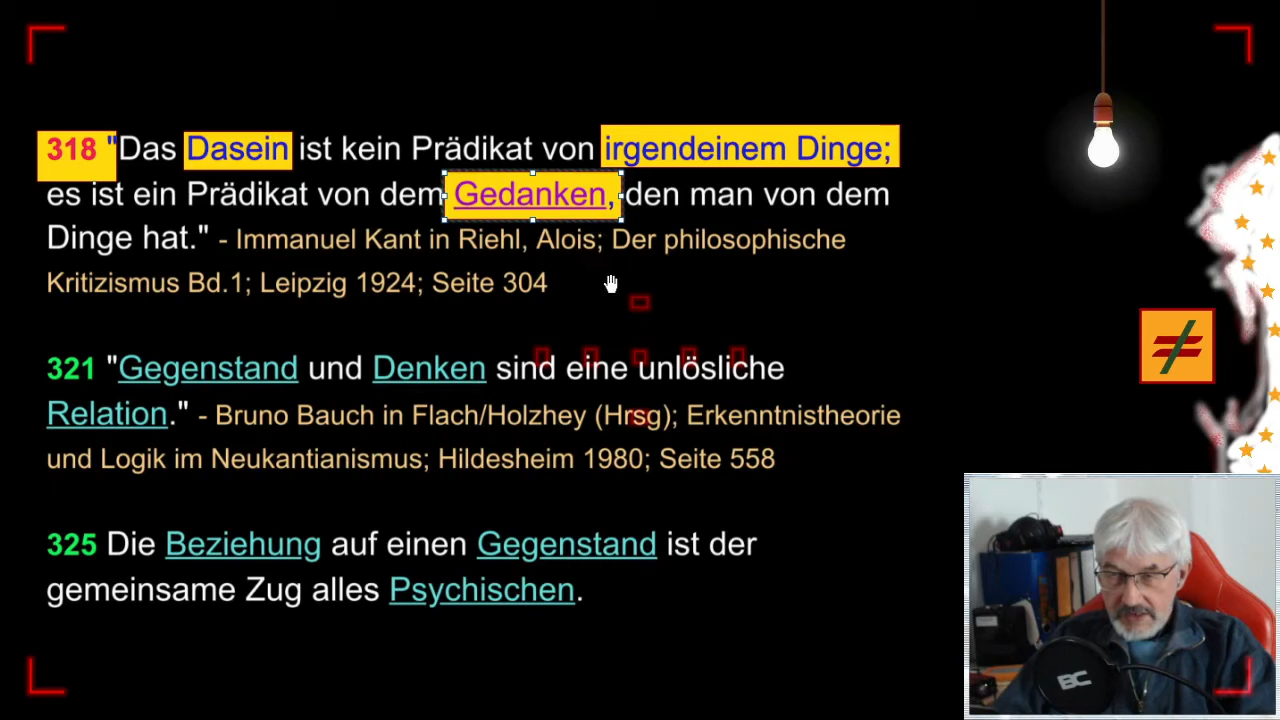 318 "Das Dasein ist kein Prädikat von irgendeinem Dinge;
es ist ein Prädikat von dem Gedanken, den man von dem
Dinge hat." - Immanuel Kant in Riehl, Alois; Der philosophische
Kritizismus Bd.1; Leipzig 1924; Seite 304
321 "Gegenstand und Denken sind eine unlösliche
Relation." - Bruno Bauch in Flach/Holzhey (Hrsg); Erkenntnistheorie
und Logik im Neukantianismus; Hildesheim 1980; Seite 558
325 Die Beziehung auf einen Gegenstand ist der
gemeinsame Zug alles Psychischen.
≠
BC